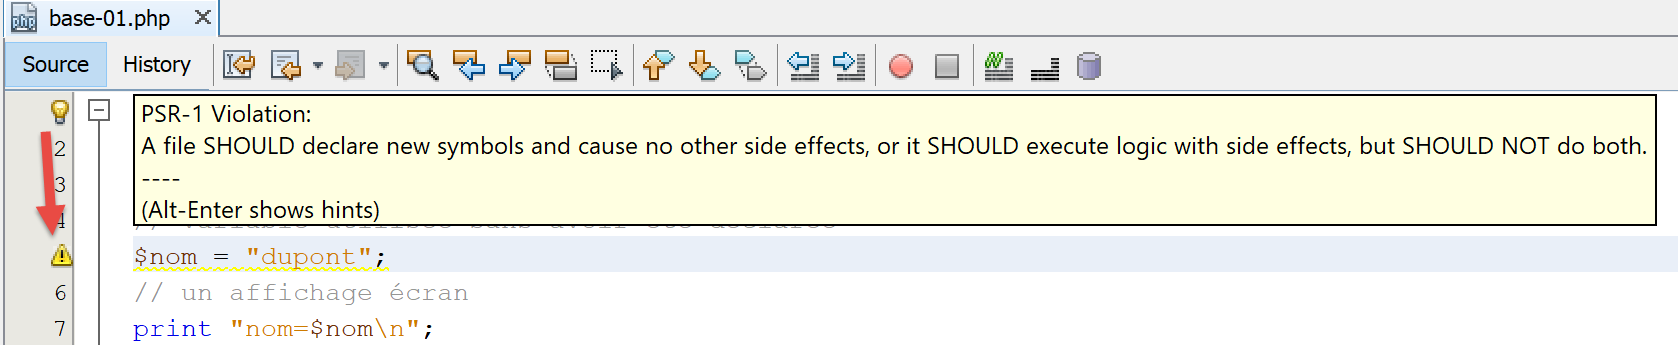 base-01.php
Source History
PSR-1 Violation:
A file SHOULD declare new symbols and cause no other side effects, or it SHOULD execute logic with side effects, but SHOULD NOT do both.
----
(Alt-Enter shows hints)
2
3
4
$nom = "dupont";
6 // un affichage écran
7 print "nom=$nom\n";